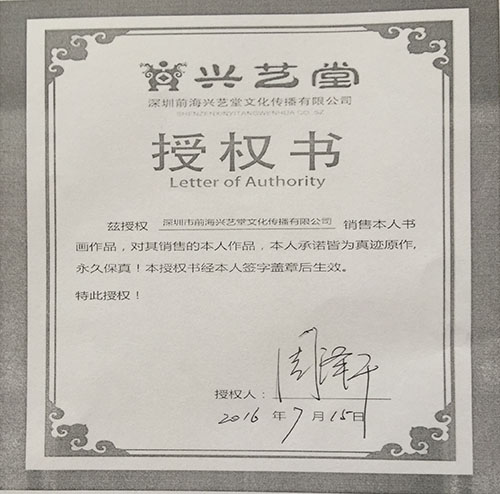 兴艺堂
深圳前海兴艺堂文化传播有限公司
SHENZENXINYITANGWENHUA CO. SZ
授权书
Letter of Authority
兹授权 深圳市前海兴艺堂文化传播有限公司 销售本人书
画作品，对其销售的本人作品，本人承诺皆为真迹原作，
永久保真！本授权书经本人签字盖章后生效。
特此授权！
授权人：
2016 年 7 月 15日